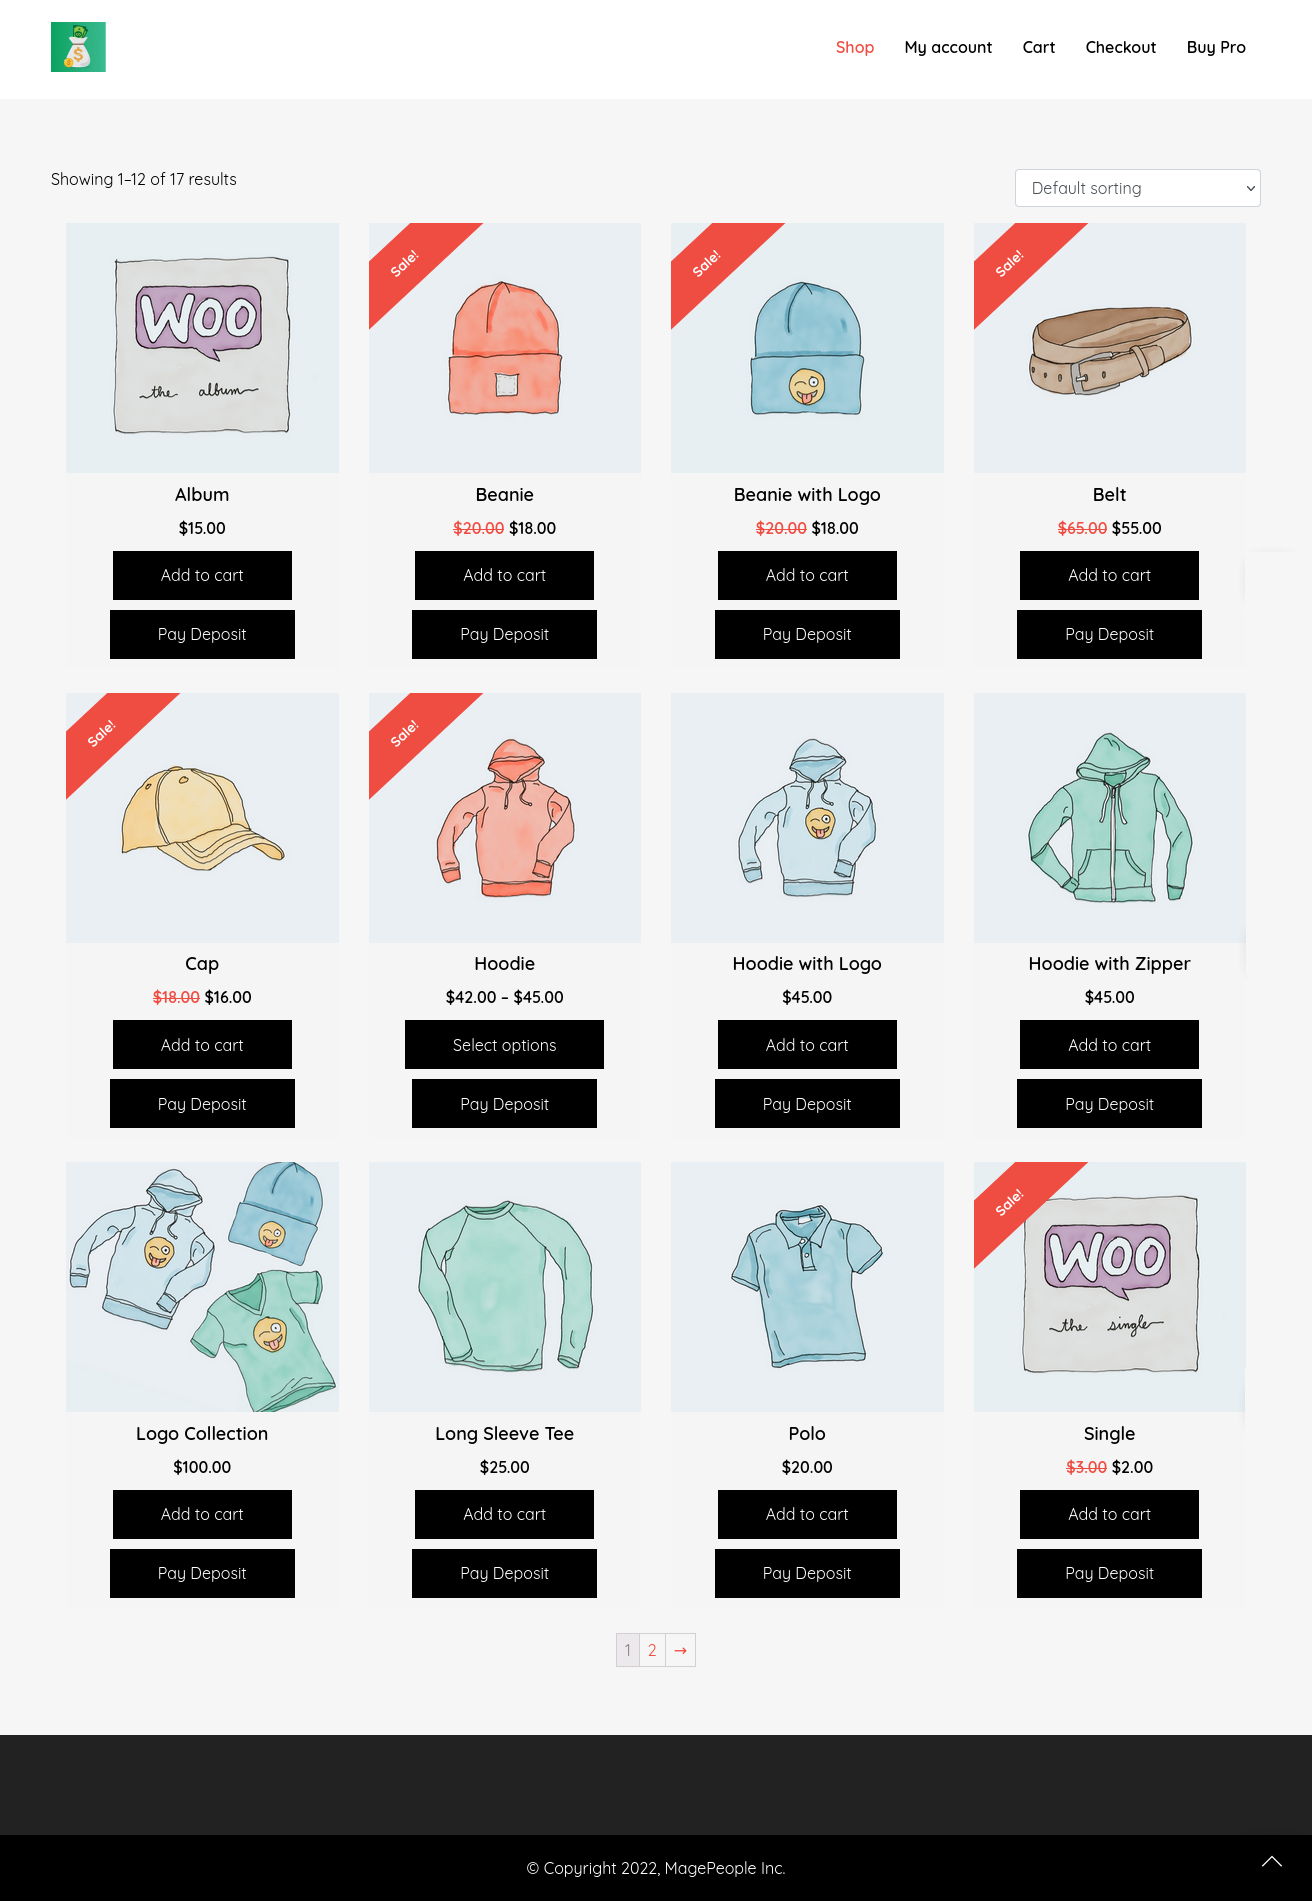 $
Shop My account Cart Checkout Buy Pro
Showing 1–12 of 17 results
Default sorting
WOO
the album
Sale!
Sale!
Sale!
Album
Beanie
Beanie with Logo
Belt
$15.00
$20.00 $18.00
$20.00 $18.00
$65.00 $55.00
Add to cart
Add to cart
Add to cart
Add to cart
Pay Deposit
Pay Deposit
Pay Deposit
Pay Deposit
Sale!
Sale!
Cap
Hoodie
Hoodie with Logo
Hoodie with Zipper
$18.00 $16.00
$42.00 – $45.00
$45.00
$45.00
Add to cart
Select options
Add to cart
Add to cart
Pay Deposit
Pay Deposit
Pay Deposit
Pay Deposit
Sale!
WOO
the single
Logo Collection
Long Sleeve Tee
Polo
Single
$100.00
$25.00
$20.00
$3.00 $2.00
Add to cart
Add to cart
Add to cart
Add to cart
Pay Deposit
Pay Deposit
Pay Deposit
Pay Deposit
1 2 →
© Copyright 2022, MagePeople Inc.